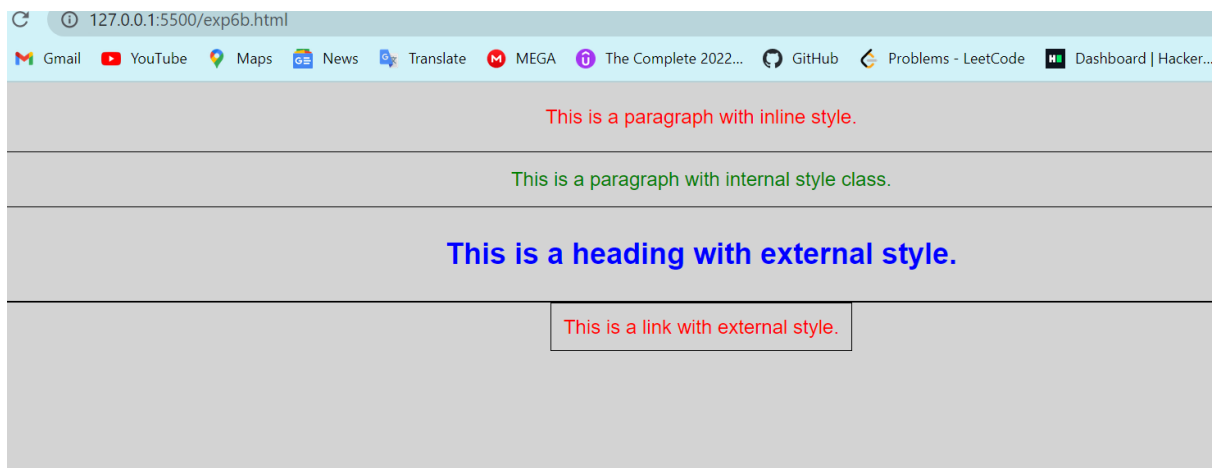 127.0.0.1:5500/exp6b.html
Gmail YouTube Maps GE News Translate MEGA The Complete 2022... GitHub Problems - LeetCode Dashboard | Hacker...
This is a paragraph with inline style.
This is a paragraph with internal style class.
This is a heading with external style.
This is a link with external style.